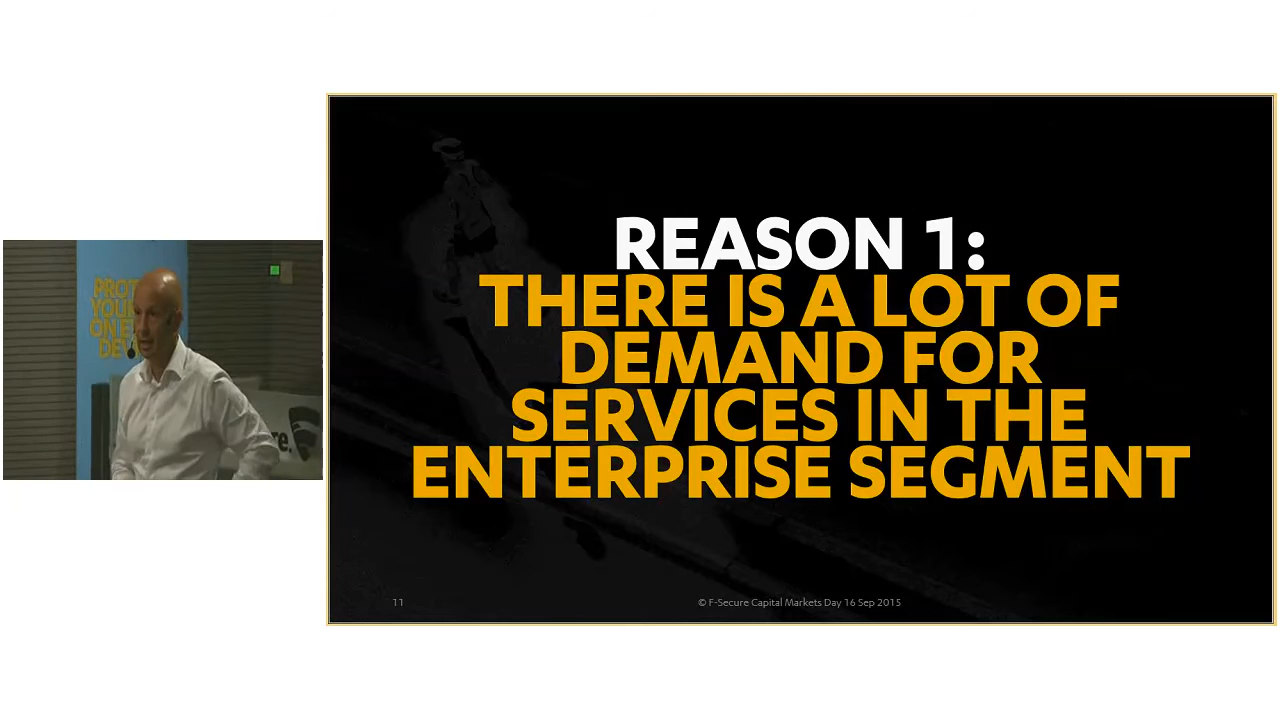 REASON 1:
THERE IS A LOT OF
DEMAND FOR
SERVICES IN THE
ENTERPRISE SEGMENT
11
© F-Secure Capital Markets Day 16 Sep 2015